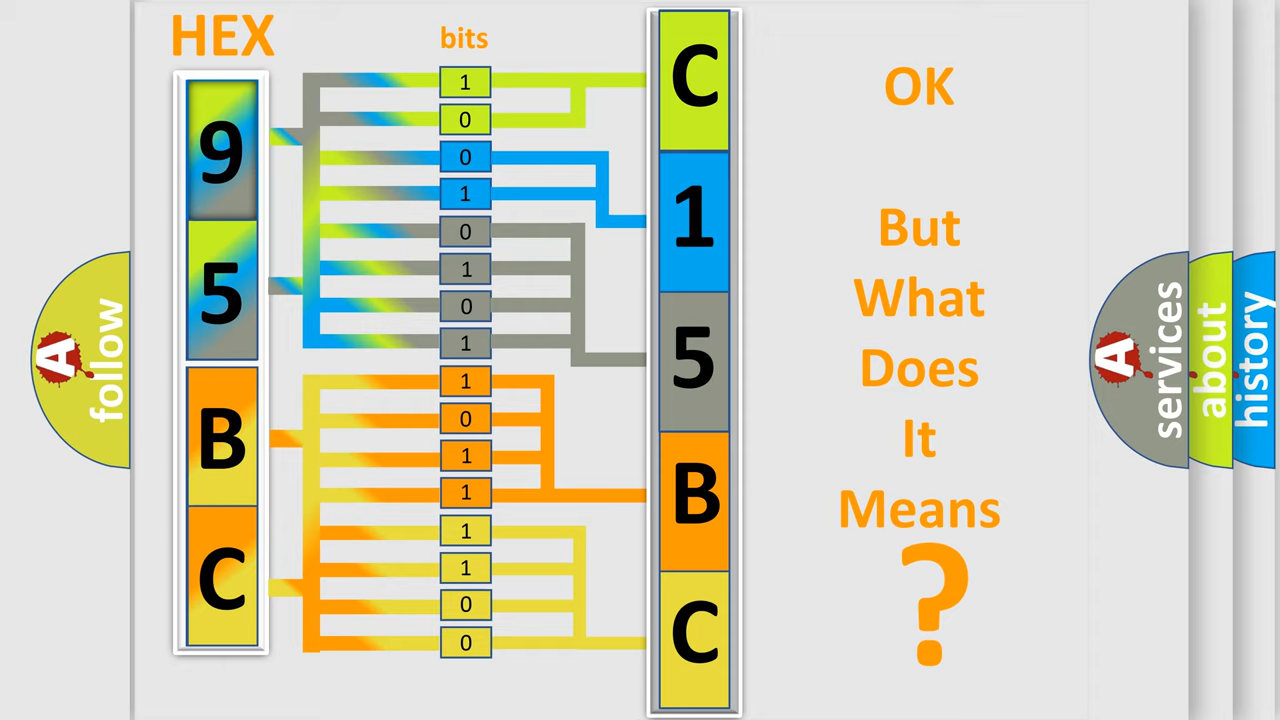 HEX
bits
9
5
B
C
1
0
0
1
0
1
0
1
1
0
1
1
1
1
0
0
C
1
5
B
C
OK
But
What
Does
It
Means
?
A
follow
A
services
about
history